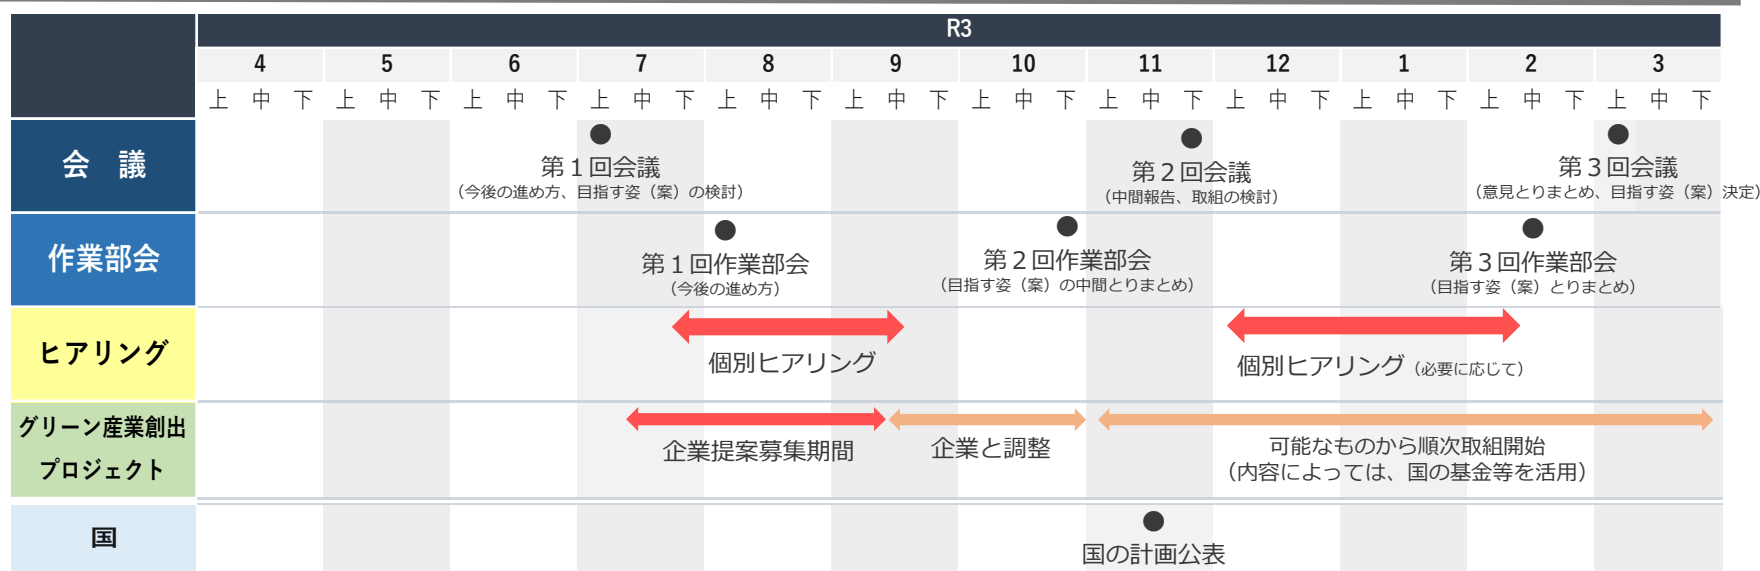 R3
4 5 6 7 8 9 10 11 12 1 2 3
上 中 下 上 中 下 上 中 下 上 中 下 上 中 下 上 中 下 上 中 下 上 中 下 上 中 下 上 中 下 上 中 下 上 中 下
会　議
第１回会議
（今後の進め方、目指す姿（案）の検討）
第２回会議
（中間報告、取組の検討）
第３回会議
（意見とりまとめ、目指す姿（案）決定）
作業部会
第１回作業部会
（今後の進め方）
第２回作業部会
（目指す姿（案）の中間とりまとめ）
第３回作業部会
（目指す姿（案）とりまとめ）
ヒアリング
個別ヒアリング
個別ヒアリング（必要に応じて）
グリーン産業創出
プロジェクト
企業提案募集期間
企業と調整
可能なものから順次取組開始
（内容によっては、国の基金等を活用）
国
国の計画公表